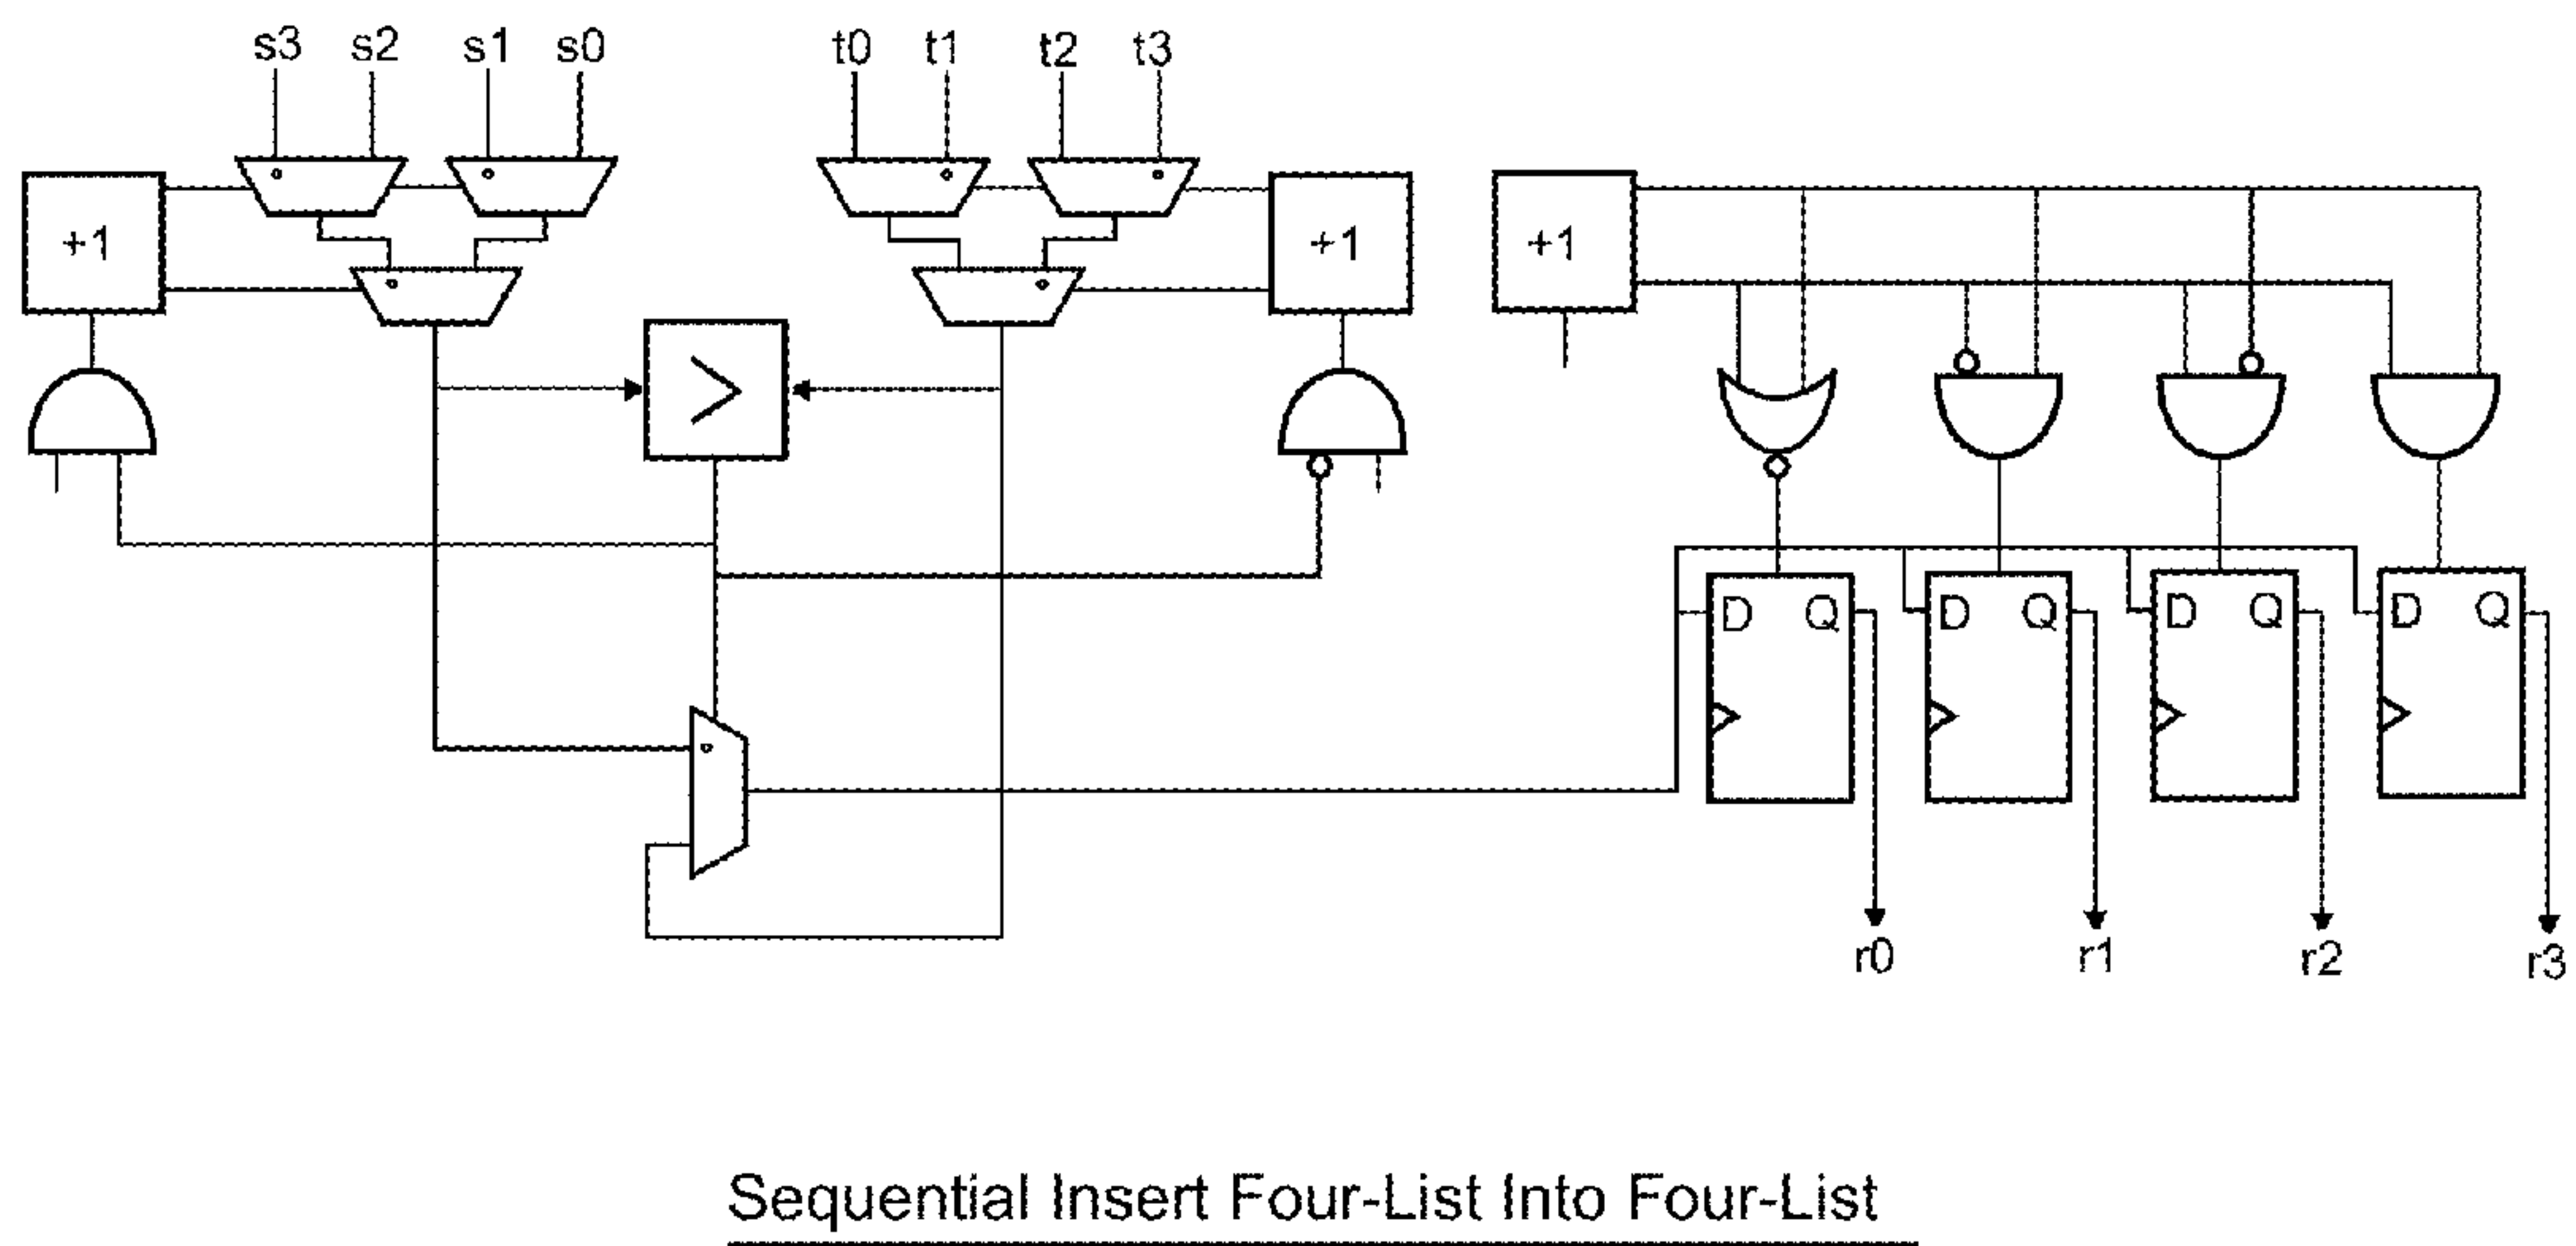 s3 s2 s1 s0 t0 t1 t2 t3
+1 +1 +1
>
D Q D Q D Q D Q
r0 r1 r2 r3
Sequential Insert Four-List Into Four-List